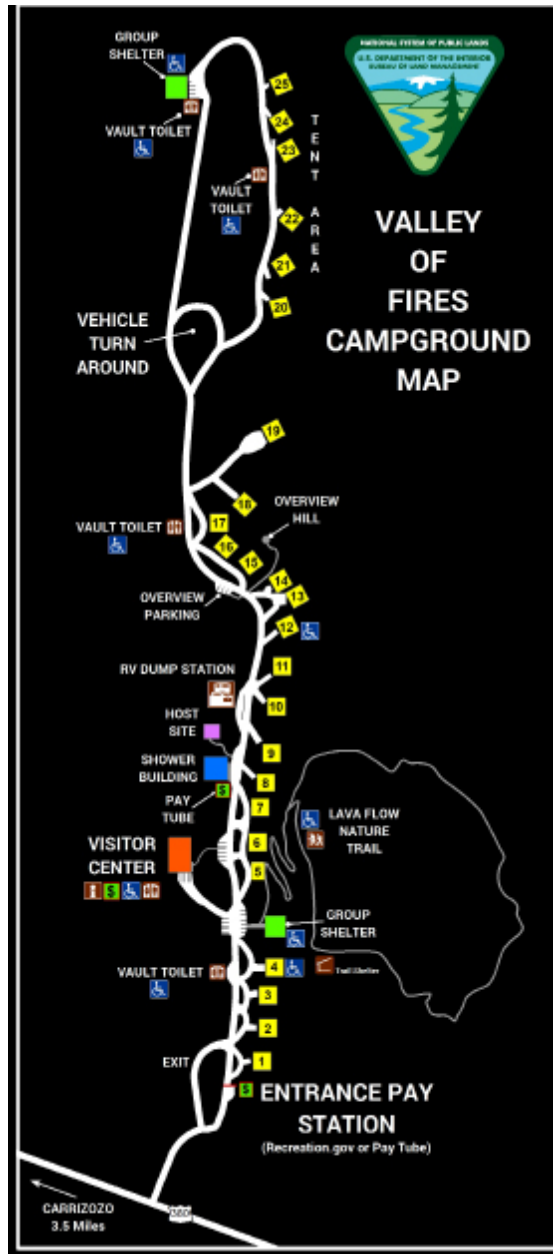 NATIONAL SYSTEM OF PUBLIC LANDS
U.S. DEPARTMENT OF THE INTERIOR
BUREAU OF LAND MANAGEMENT
VALLEY
OF
FIRES
CAMPGROUND
MAP
GROUP
SHELTER
VAULT TOILET
25
24
23
TENT AREA
VAULT
TOILET
22
21
20
VEHICLE
TURN
AROUND
19
18
OVERVIEW
HILL
17
VAULT TOILET
16
15
14
13
OVERVIEW
PARKING
12
11
RV DUMP STATION
10
HOST
SITE
9
SHOWER
BUILDING
8
$
PAY
TUBE
7
LAVA FLOW
NATURE
TRAIL
VISITOR
CENTER
6
5
$
GROUP
SHELTER
VAULT TOILET
4
Trail Shelter
3
2
EXIT
1
$
ENTRANCE PAY
STATION
(Recreation.gov or Pay Tube)
CARRIZOZO
3.5 Miles